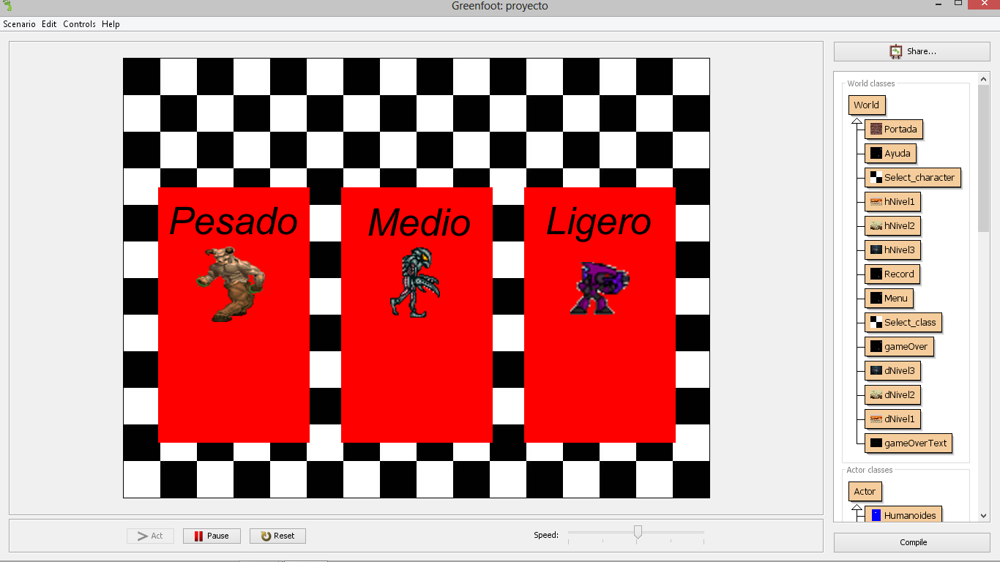 Greenfoot: proyecto
Scenario Edit Controls Help
Share...
World classes
World
Portada
Ayuda
Select_character
hNivel1
hNivel2
hNivel3
Record
Menu
Select_class
gameOver
dNivel3
dNivel2
dNivel1
gameOverText
Actor classes
Actor
Humanoides
Compile
Pesado Medio Ligero
Act Pause Reset Speed: